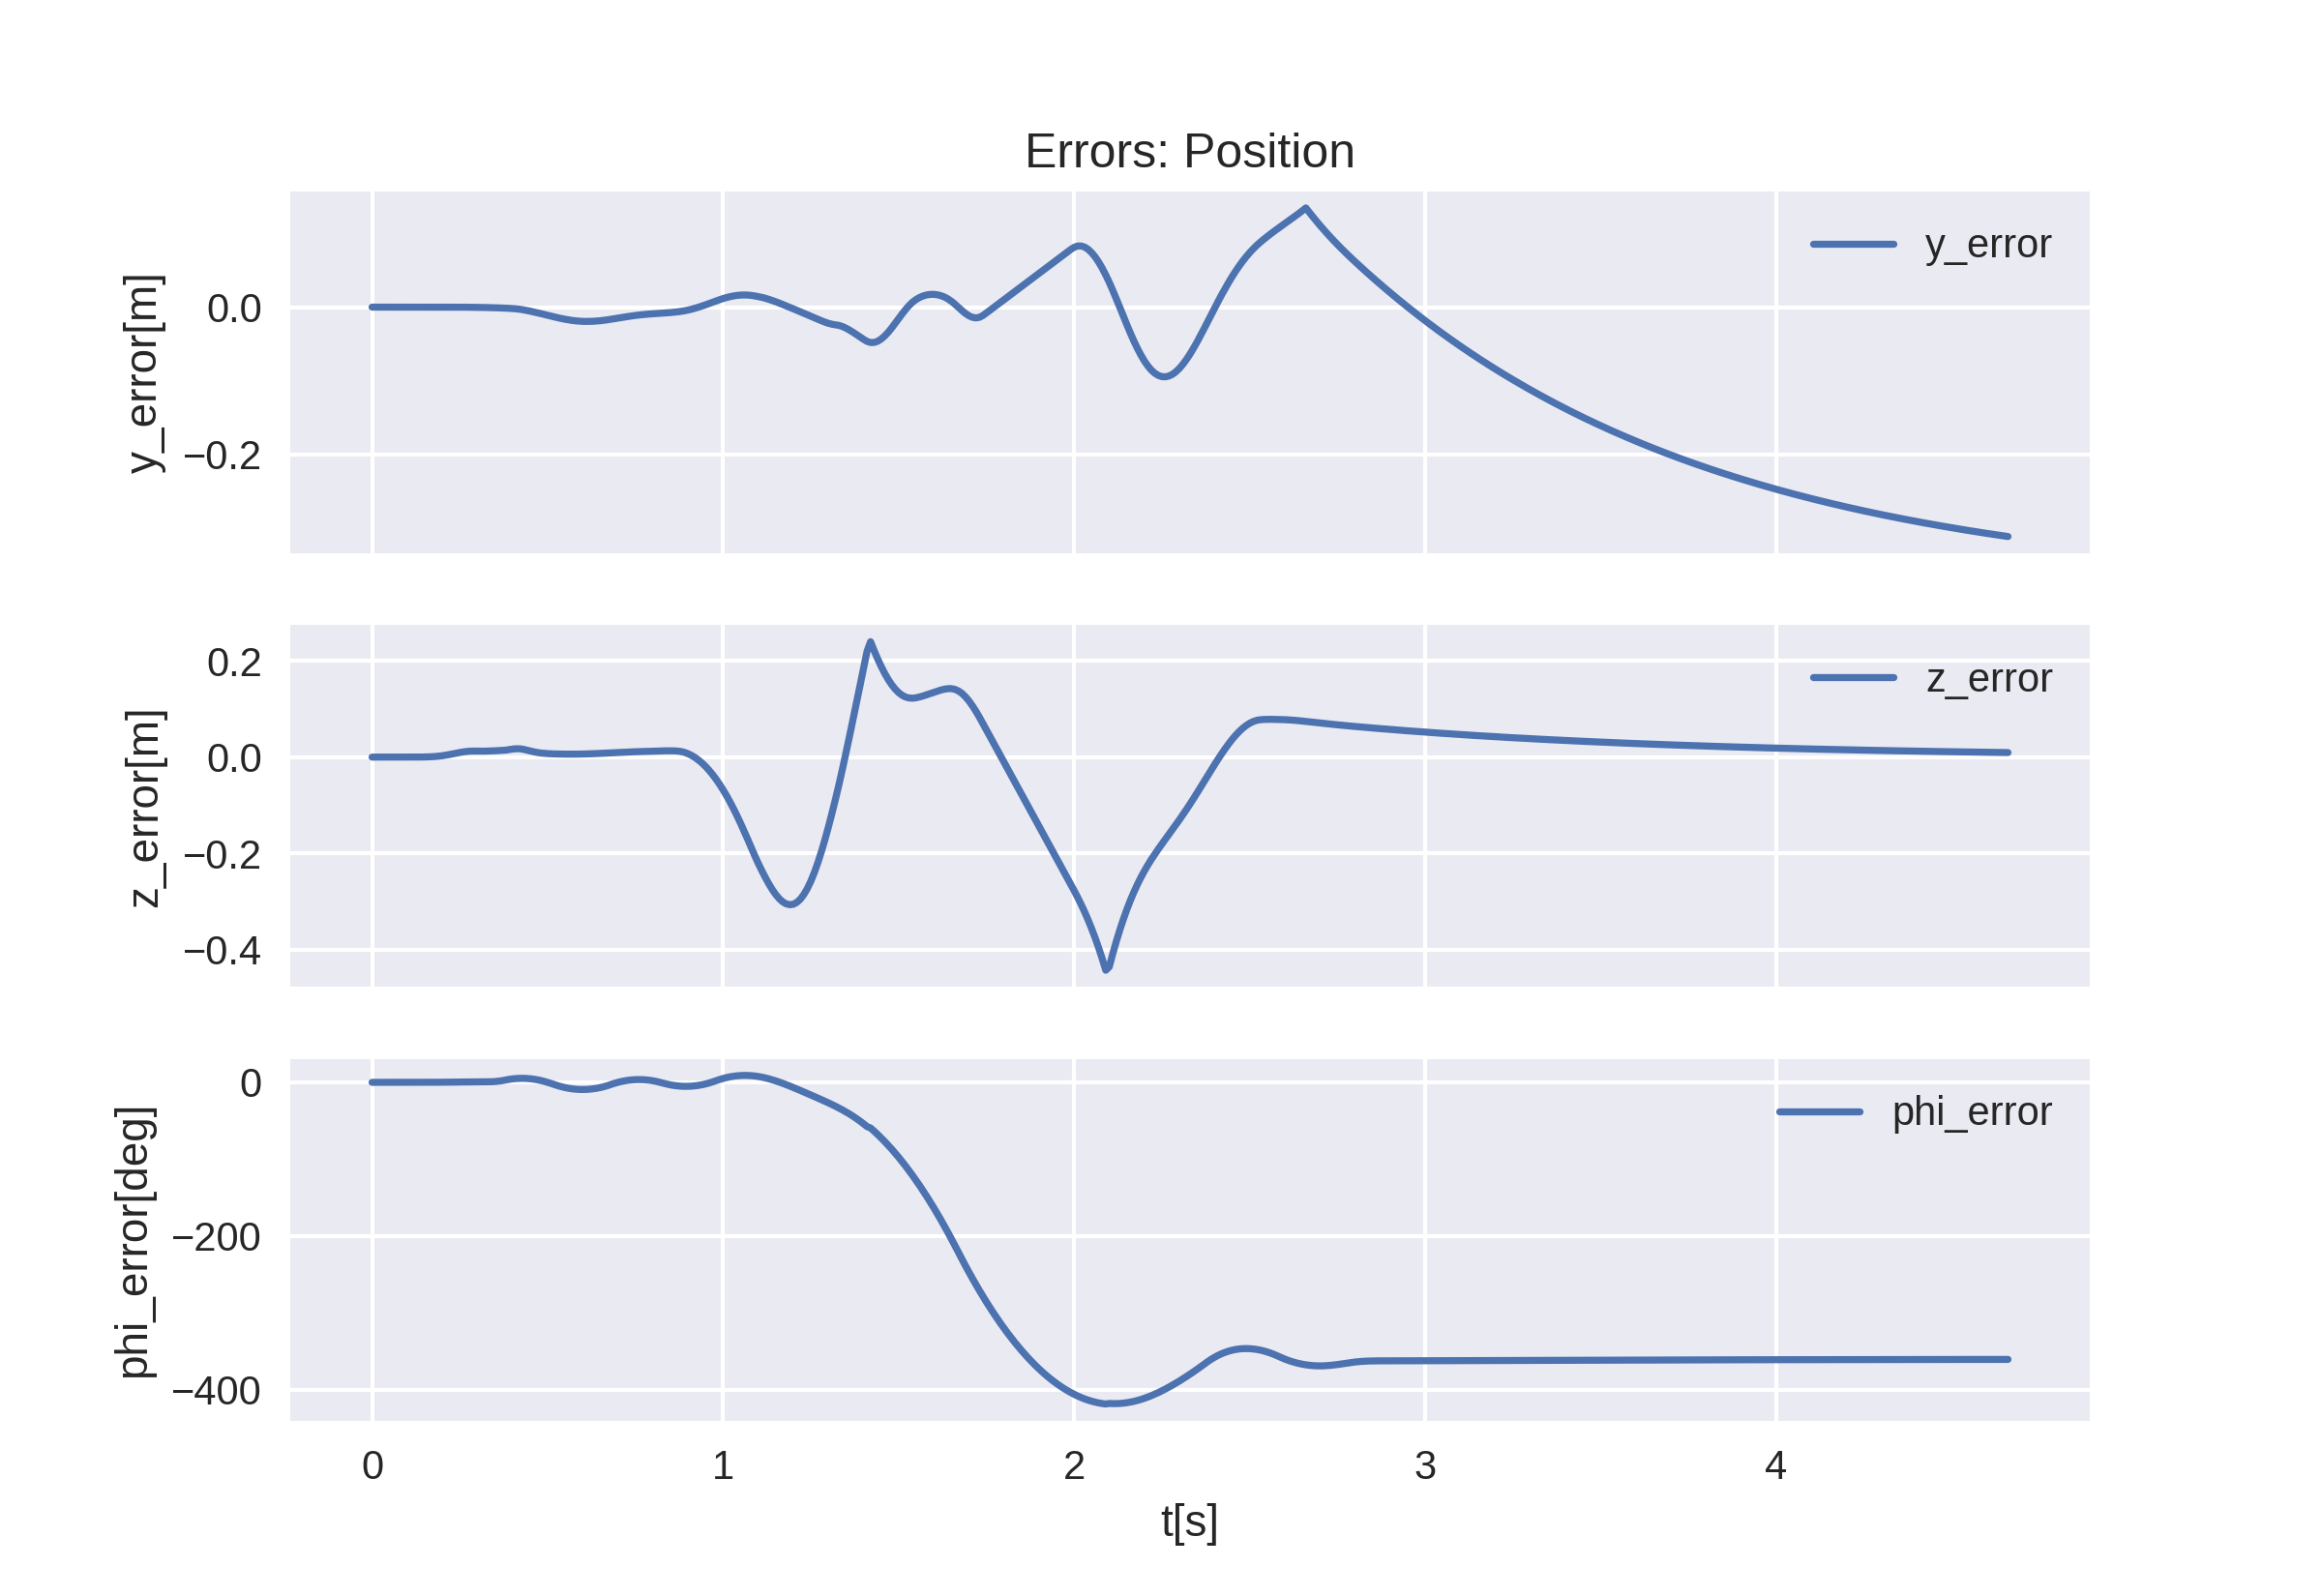 Errors: Position
y_error[m]
0.0
−0.2
y_error
z_error[m]
0.2
0.0
−0.2
−0.4
z_error
phi_error[deg]
0
−200
−400
phi_error
0 1 2 3 4
t[s]